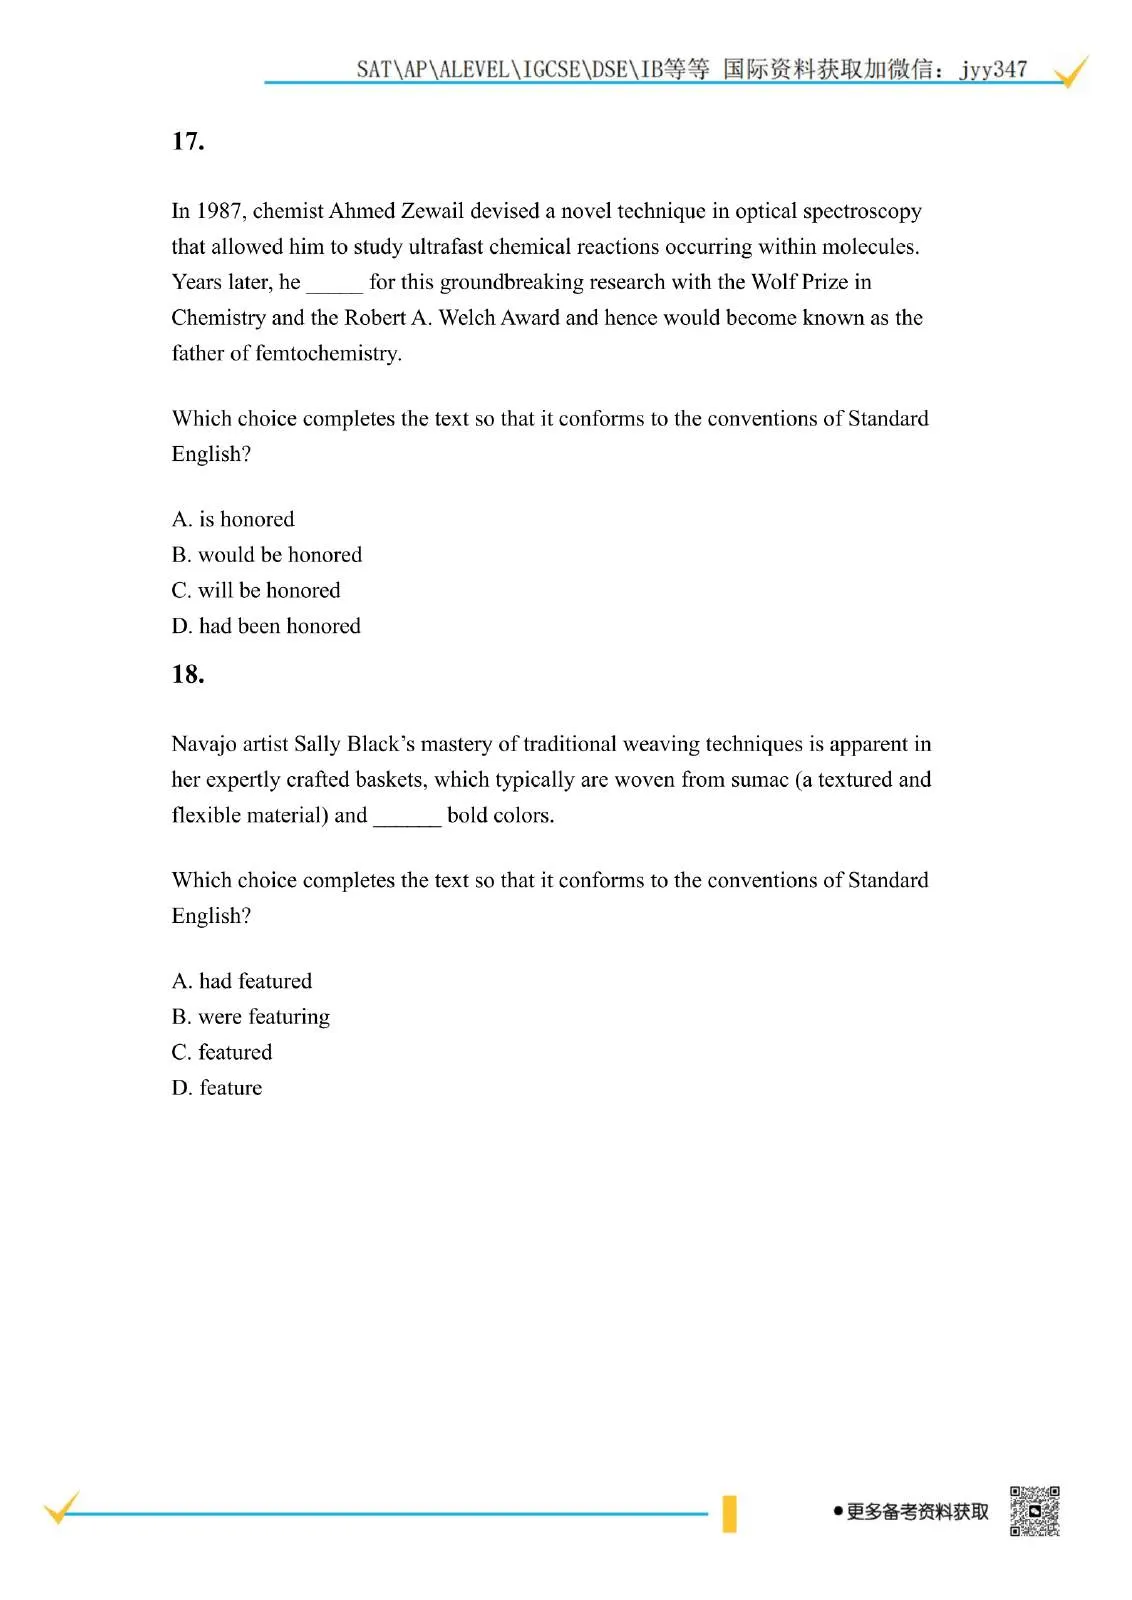 SAT\AP\ALEVEL\IGCSE\DSE\IB等等 国际资料获取加微信：jyy347
17.
In 1987, chemist Ahmed Zewail devised a novel technique in optical spectroscopy
that allowed him to study ultrafast chemical reactions occurring within molecules.
Years later, he _____ for this groundbreaking research with the Wolf Prize in
Chemistry and the Robert A. Welch Award and hence would become known as the
father of femtochemistry.
Which choice completes the text so that it conforms to the conventions of Standard
English?
A. is honored
B. would be honored
C. will be honored
D. had been honored
18.
Navajo artist Sally Black’s mastery of traditional weaving techniques is apparent in
her expertly crafted baskets, which typically are woven from sumac (a textured and
flexible material) and ______ bold colors.
Which choice completes the text so that it conforms to the conventions of Standard
English?
A. had featured
B. were featuring
C. featured
D. feature
●更多备考资料获取